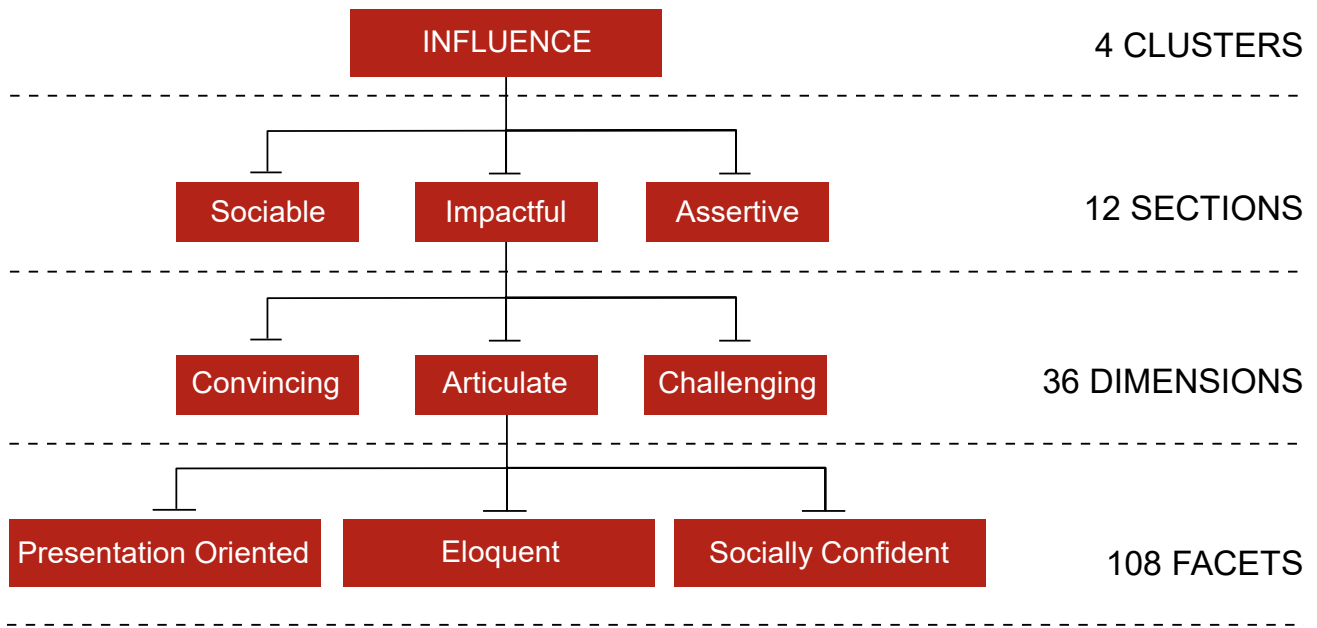 INFLUENCE
4 CLUSTERS
Sociable
Impactful
Assertive
12 SECTIONS
Convincing
Articulate
Challenging
36 DIMENSIONS
Presentation Oriented
Eloquent
Socially Confident
108 FACETS